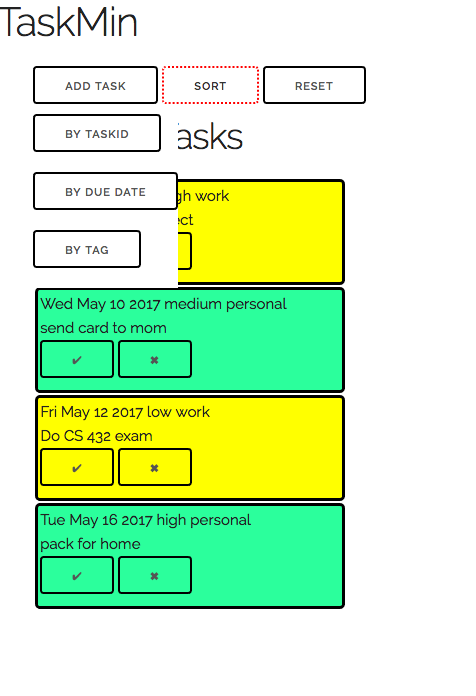 TaskMin
ADD TASK SORT RESET
BY TASKID
asks
BY DUE DATE
gh work
ect
BY TAG
Wed May 10 2017 medium personal
send card to mom
✔ ✖
Fri May 12 2017 low work
Do CS 432 exam
✔ ✖
Tue May 16 2017 high personal
pack for home
✔ ✖